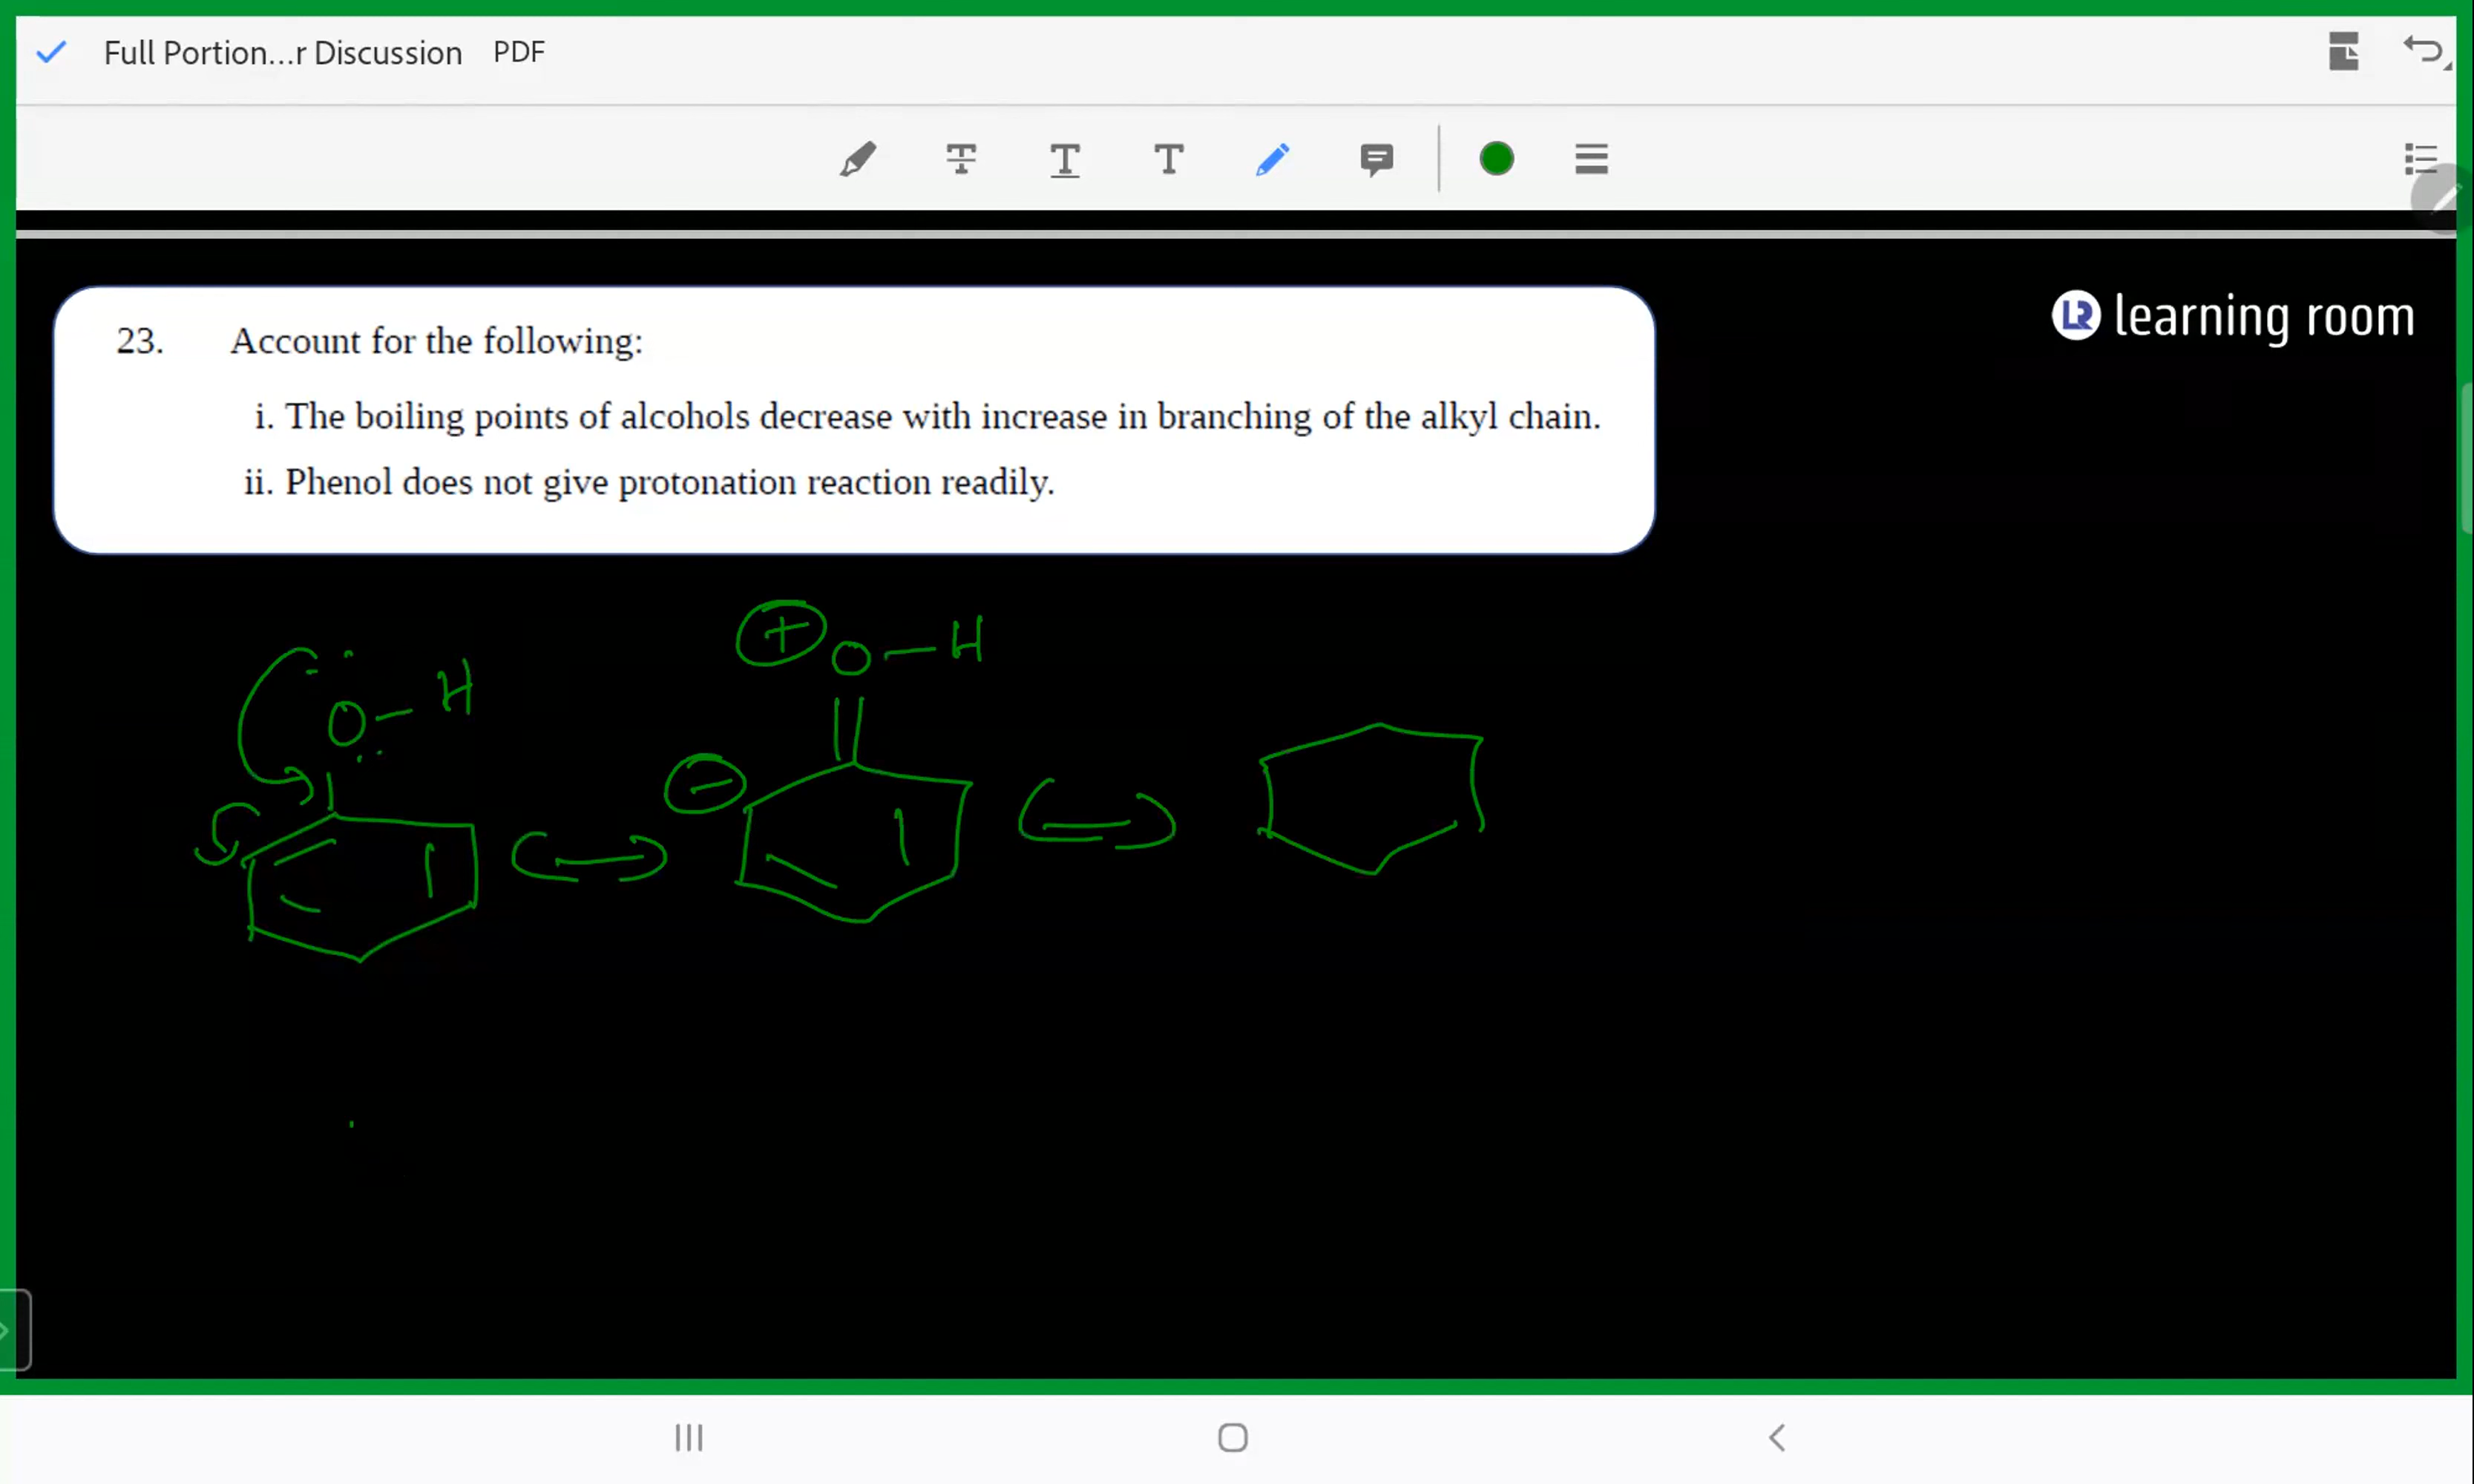 Full Portion...r Discussion PDF
23. Account for the following:
i. The boiling points of alcohols decrease with increase in branching of the alkyl chain.
ii. Phenol does not give protonation reaction readily.
LR learning room
+ O - H
O - H
-